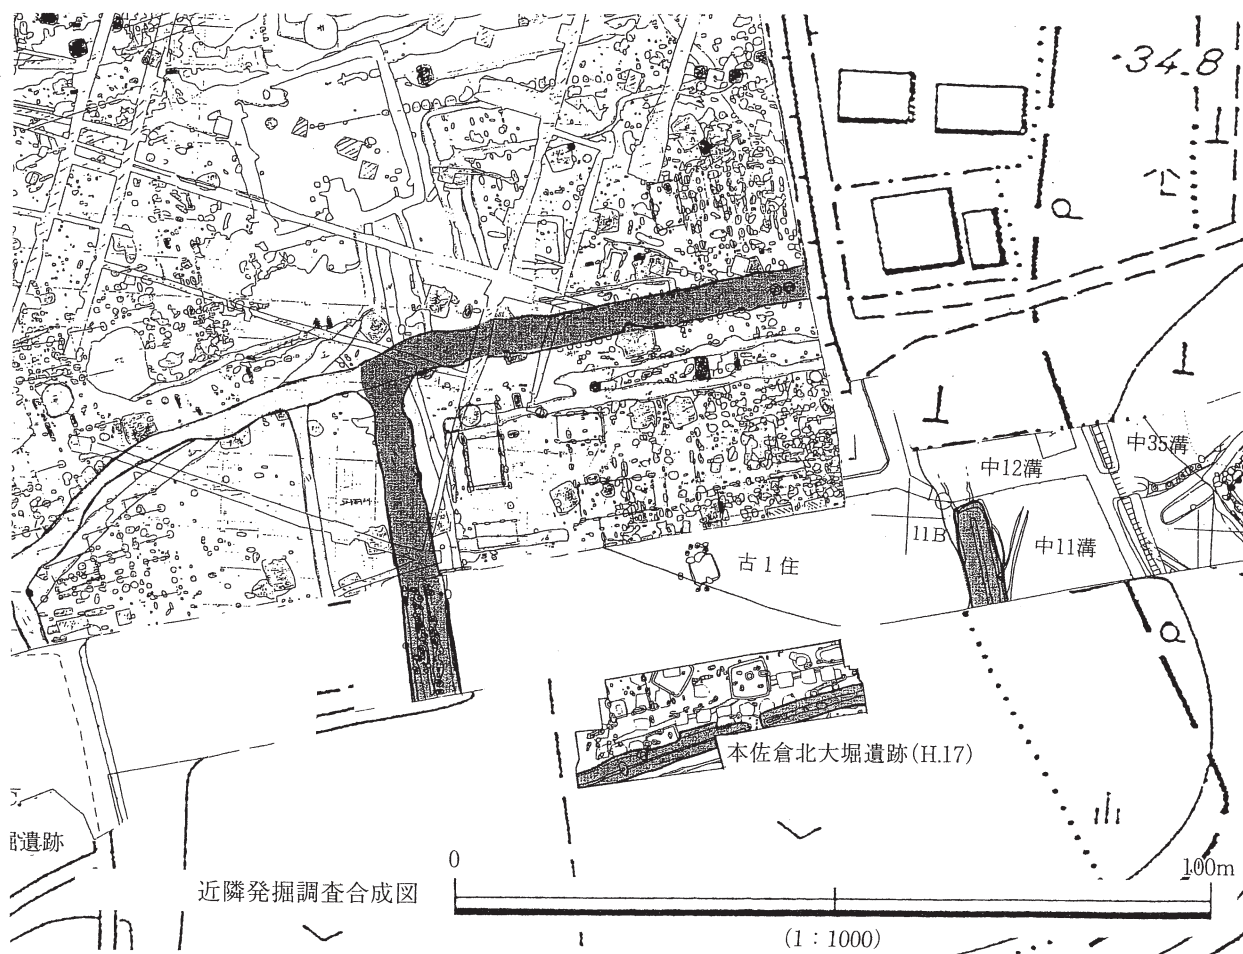 ・34.8
中35溝
中12溝
11B
中11溝
古1住
本佐倉北大堀遺跡(H.17)
遺跡
近隣発掘調査合成図
0
100m
(1:1000)